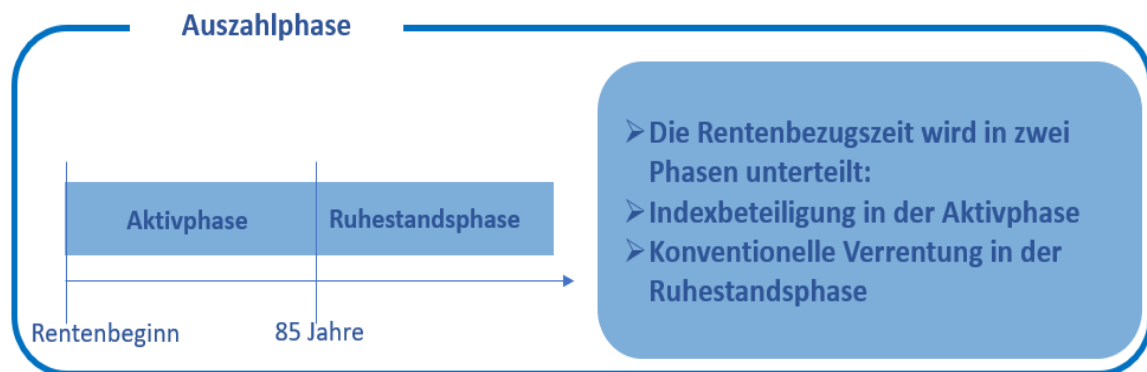 Auszahlphase
Aktivphase
Ruhestandsphase
Rentenbeginn
85 Jahre
➢Die Rentenbezugszeit wird in zwei
Phasen unterteilt:
➢Indexbeteiligung in der Aktivphase
➢Konventionelle Verrentung in der
Ruhestandsphase